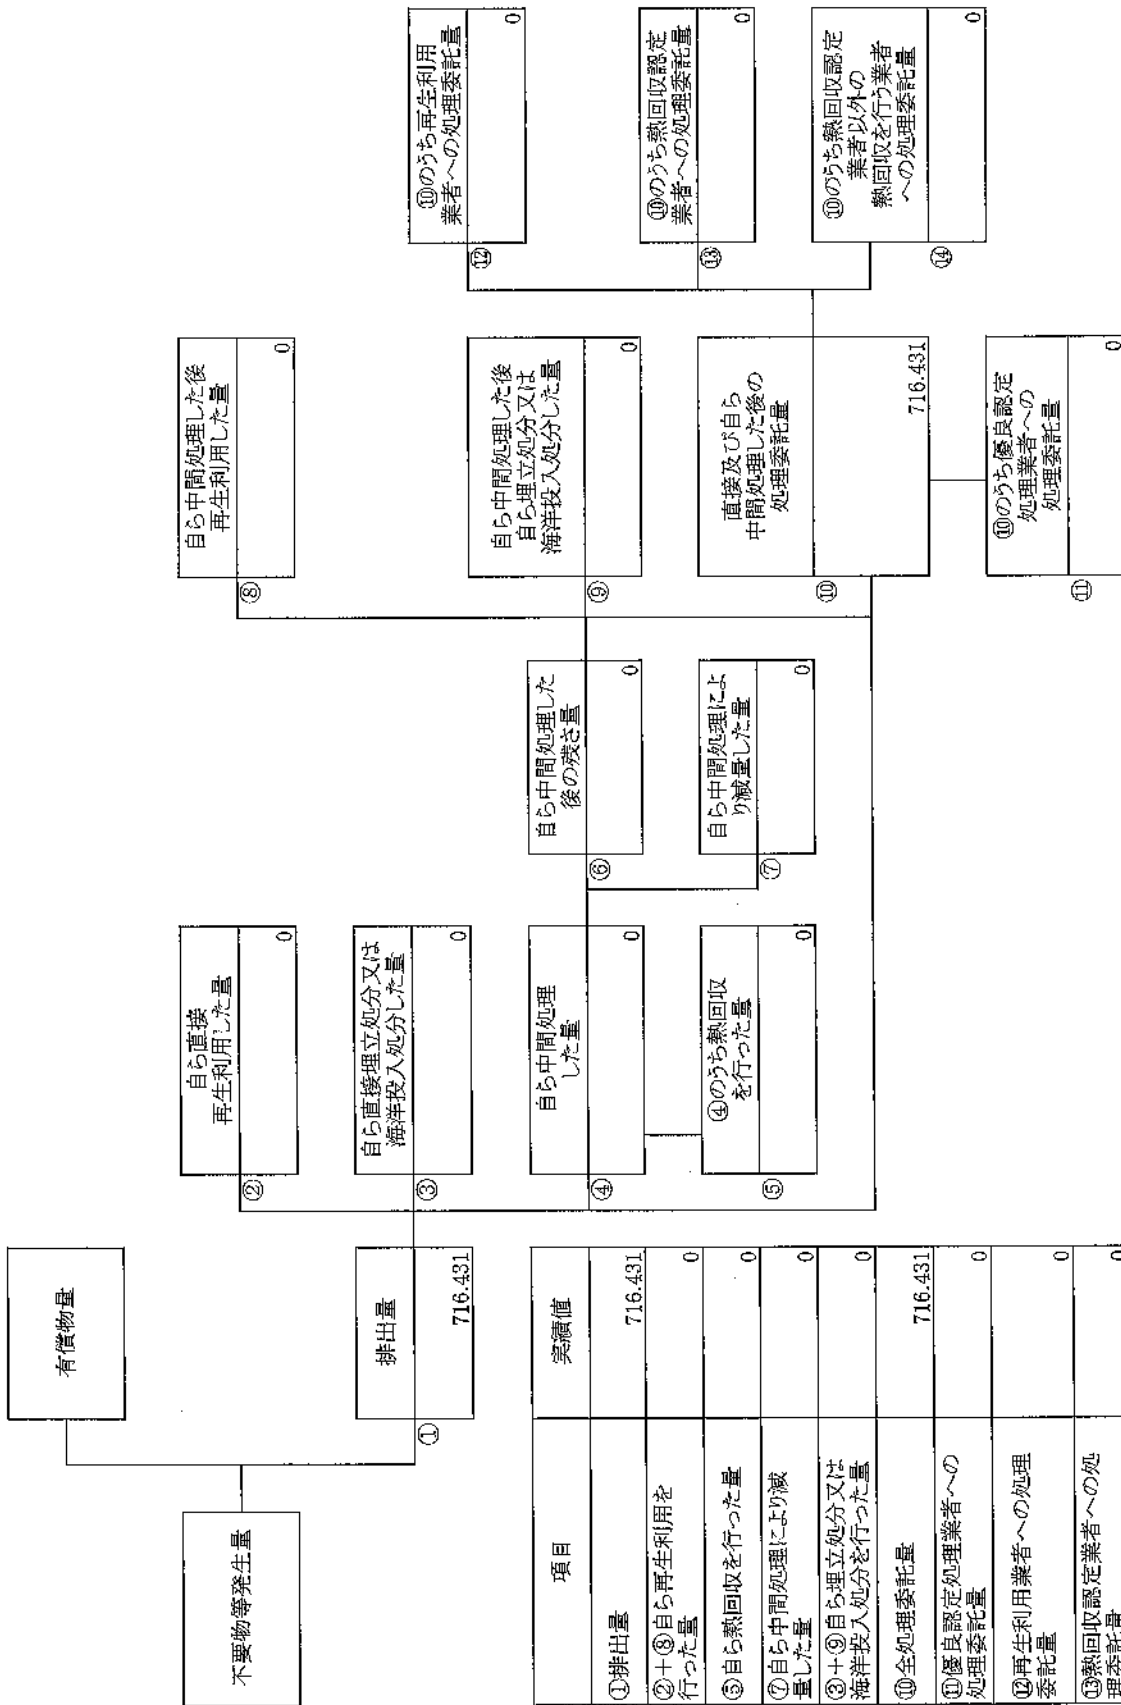 不要物等発生量
有償物量
①
排出量
716.431
②
自ら直接
再生利用した量
0
③
自ら直接埋立処分又は
海洋投入処分した量
0
④
自ら中間処理
した量
0
⑤
④のうち熱回収
を行った量
0
⑥
自ら中間処理した
後の残さ量
0
⑦
自ら中間処理によ
り減量した量
0
⑧
自ら中間処理した後
再生利用した量
0
⑨
自ら中間処理した後
自ら埋立処分又は
海洋投入処分した量
0
⑩
直接及び自ら
中間処理した後の
処理委託量
716.431
⑪
⑩のうち優良認定
処理業者への
処理委託量
0
⑫
⑩のうち再生利用
業者への処理委託量
0
⑬
⑩のうち熱回収認定
業者への処理委託量
0
⑭
⑩のうち熱回収認定
業者以外の
熱回収を行う業者
への処理委託量
0
項目 実績値
①排出量 716.431
②+⑧自ら再生利用を
行った量 0
⑤自ら熱回収を行った量 0
⑦自ら中間処理により減
量した量 0
③+⑨自ら埋立処分又は
海洋投入処分を行った量 0
⑩全処理委託量 716.431
⑪優良認定処理業者への
処理委託量 0
⑫再生利用業者への処理
委託量 0
⑬熱回収認定業者への処
理委託量 0